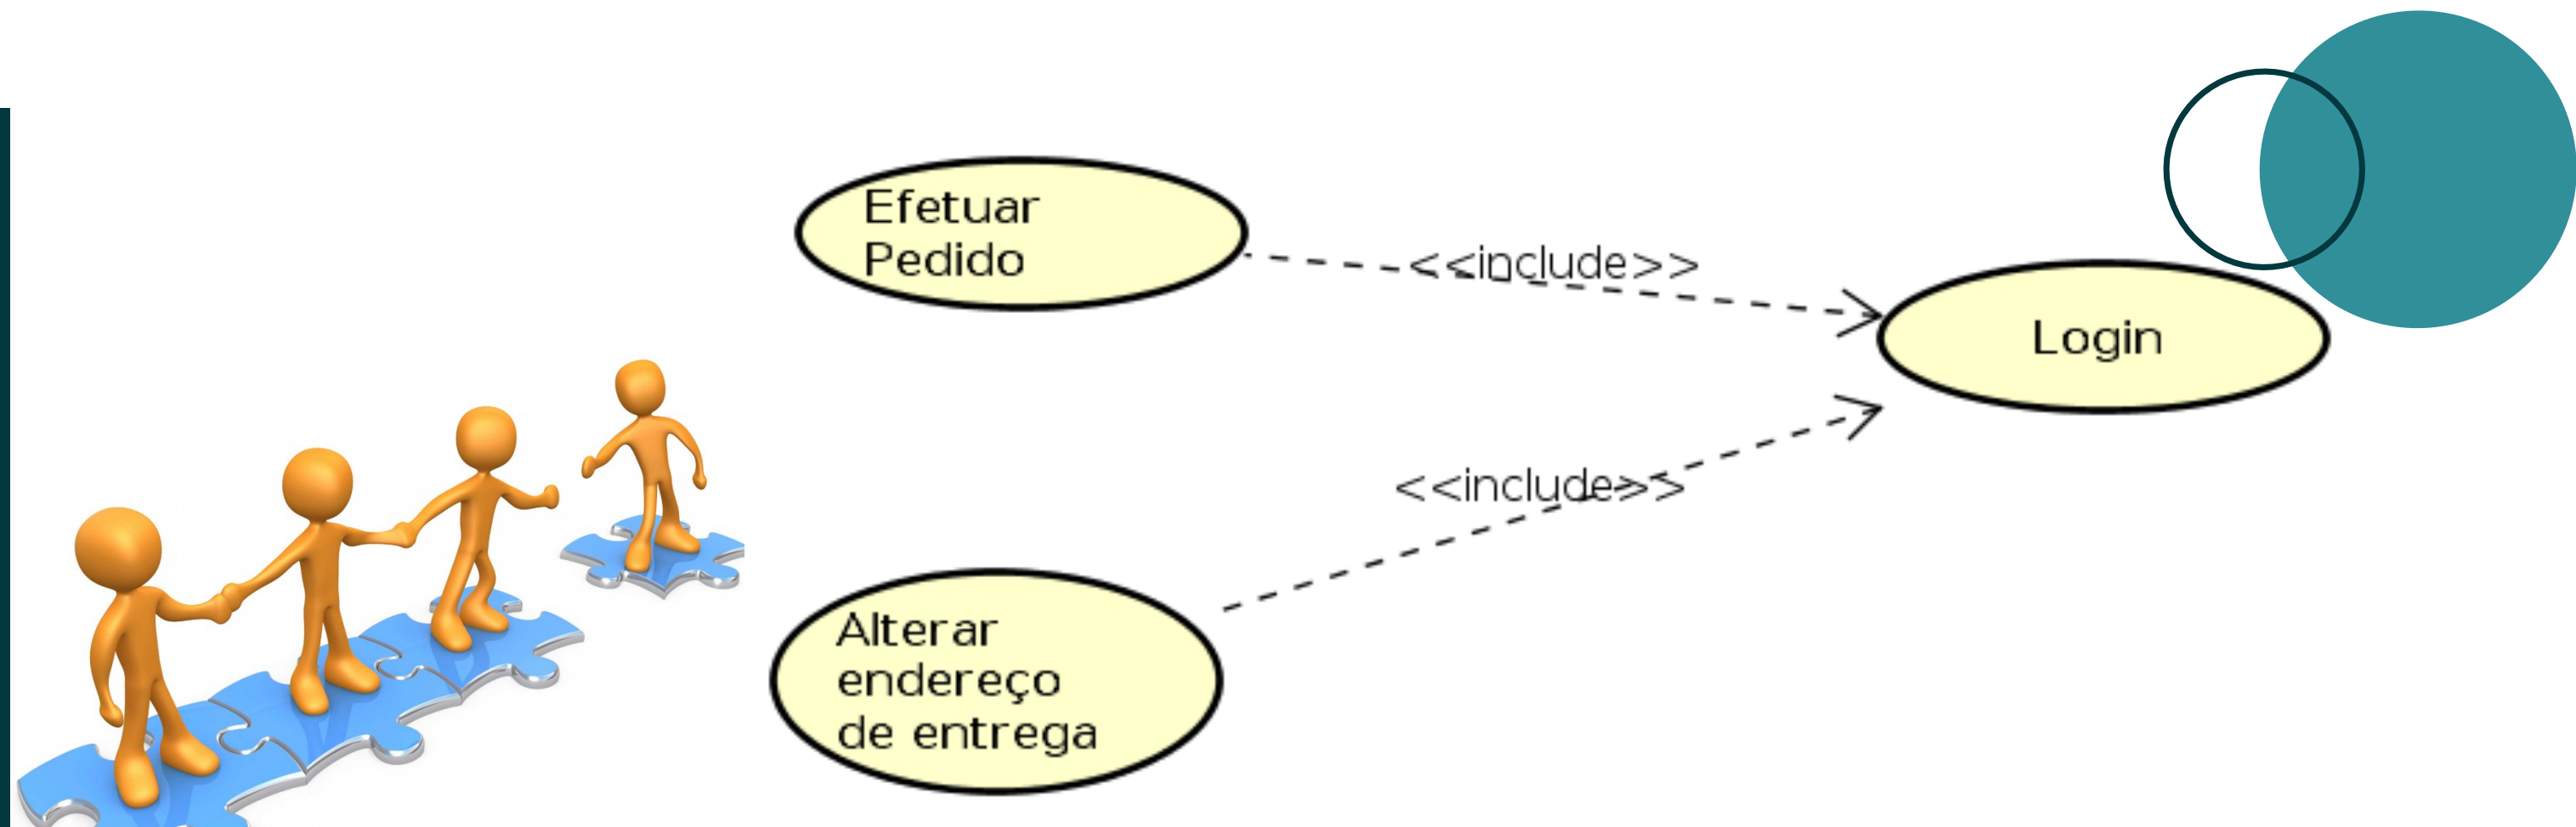 Efetuar
Pedido
<<include>>
Login
<<include>>
Alterar
endereço
de entrega